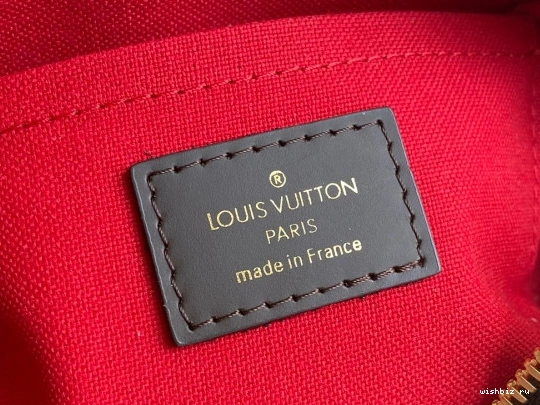 ®
LOUIS VUITTON
PARIS
made in France
wishbiz ru